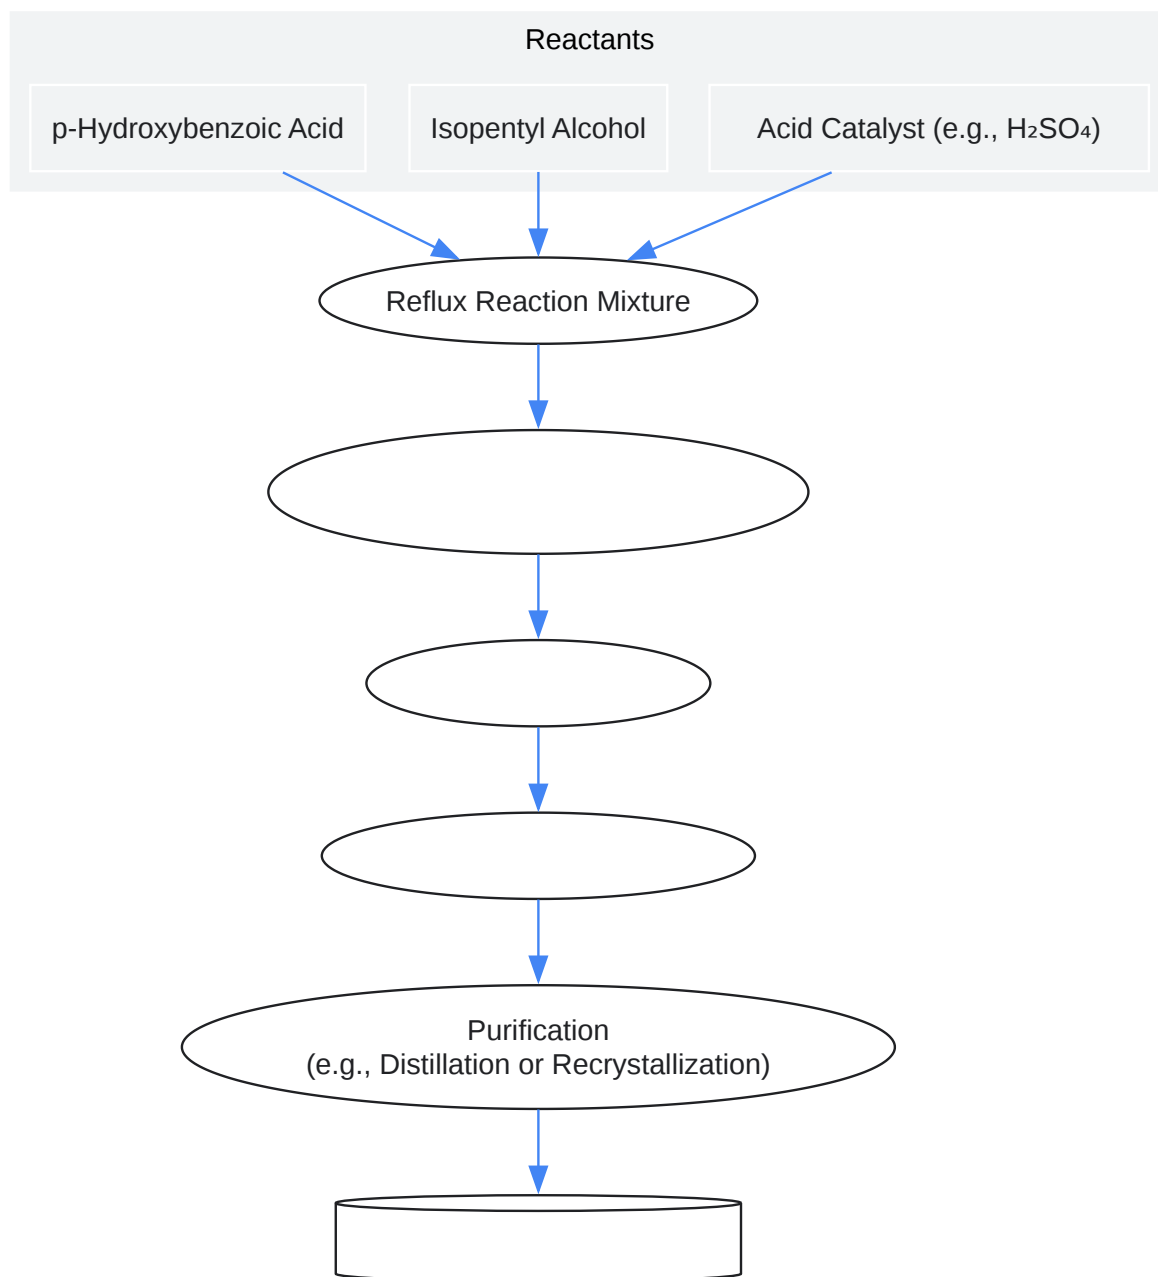 Reactants
p-Hydroxybenzoic Acid
Isopentyl Alcohol
Acid Catalyst (e.g., H₂SO₄)
Reflux Reaction Mixture
Purification
(e.g., Distillation or Recrystallization)